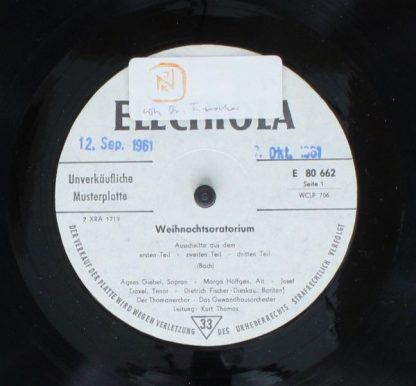 ELECTROLA
12. Sep. 1961
Okt. 1961
Unverkäufliche
Musterplatte
E 80 662
Seite 1
WCLP 706
2 XRA 1719
Weihnachtsoratorium
Ausschnitte aus dem
ersten Teil - zweiten Teil - dritten Teil
(Bach)
Agnes Giebel, Sopran - Marga Höffgen, Alt - Josef
Traxel, Tenor - Dietrich Fischer-Dieskau, Bariton
Der Thomanerchor - Das Gewandhausorchester
Leitung: Kurt Thomas
33
DER VERKAUF DER PLATTE WIRD WEGEN VERLETZUNG DES URHEBERRECHTS STRAFRECHTLICH VERFOLGT